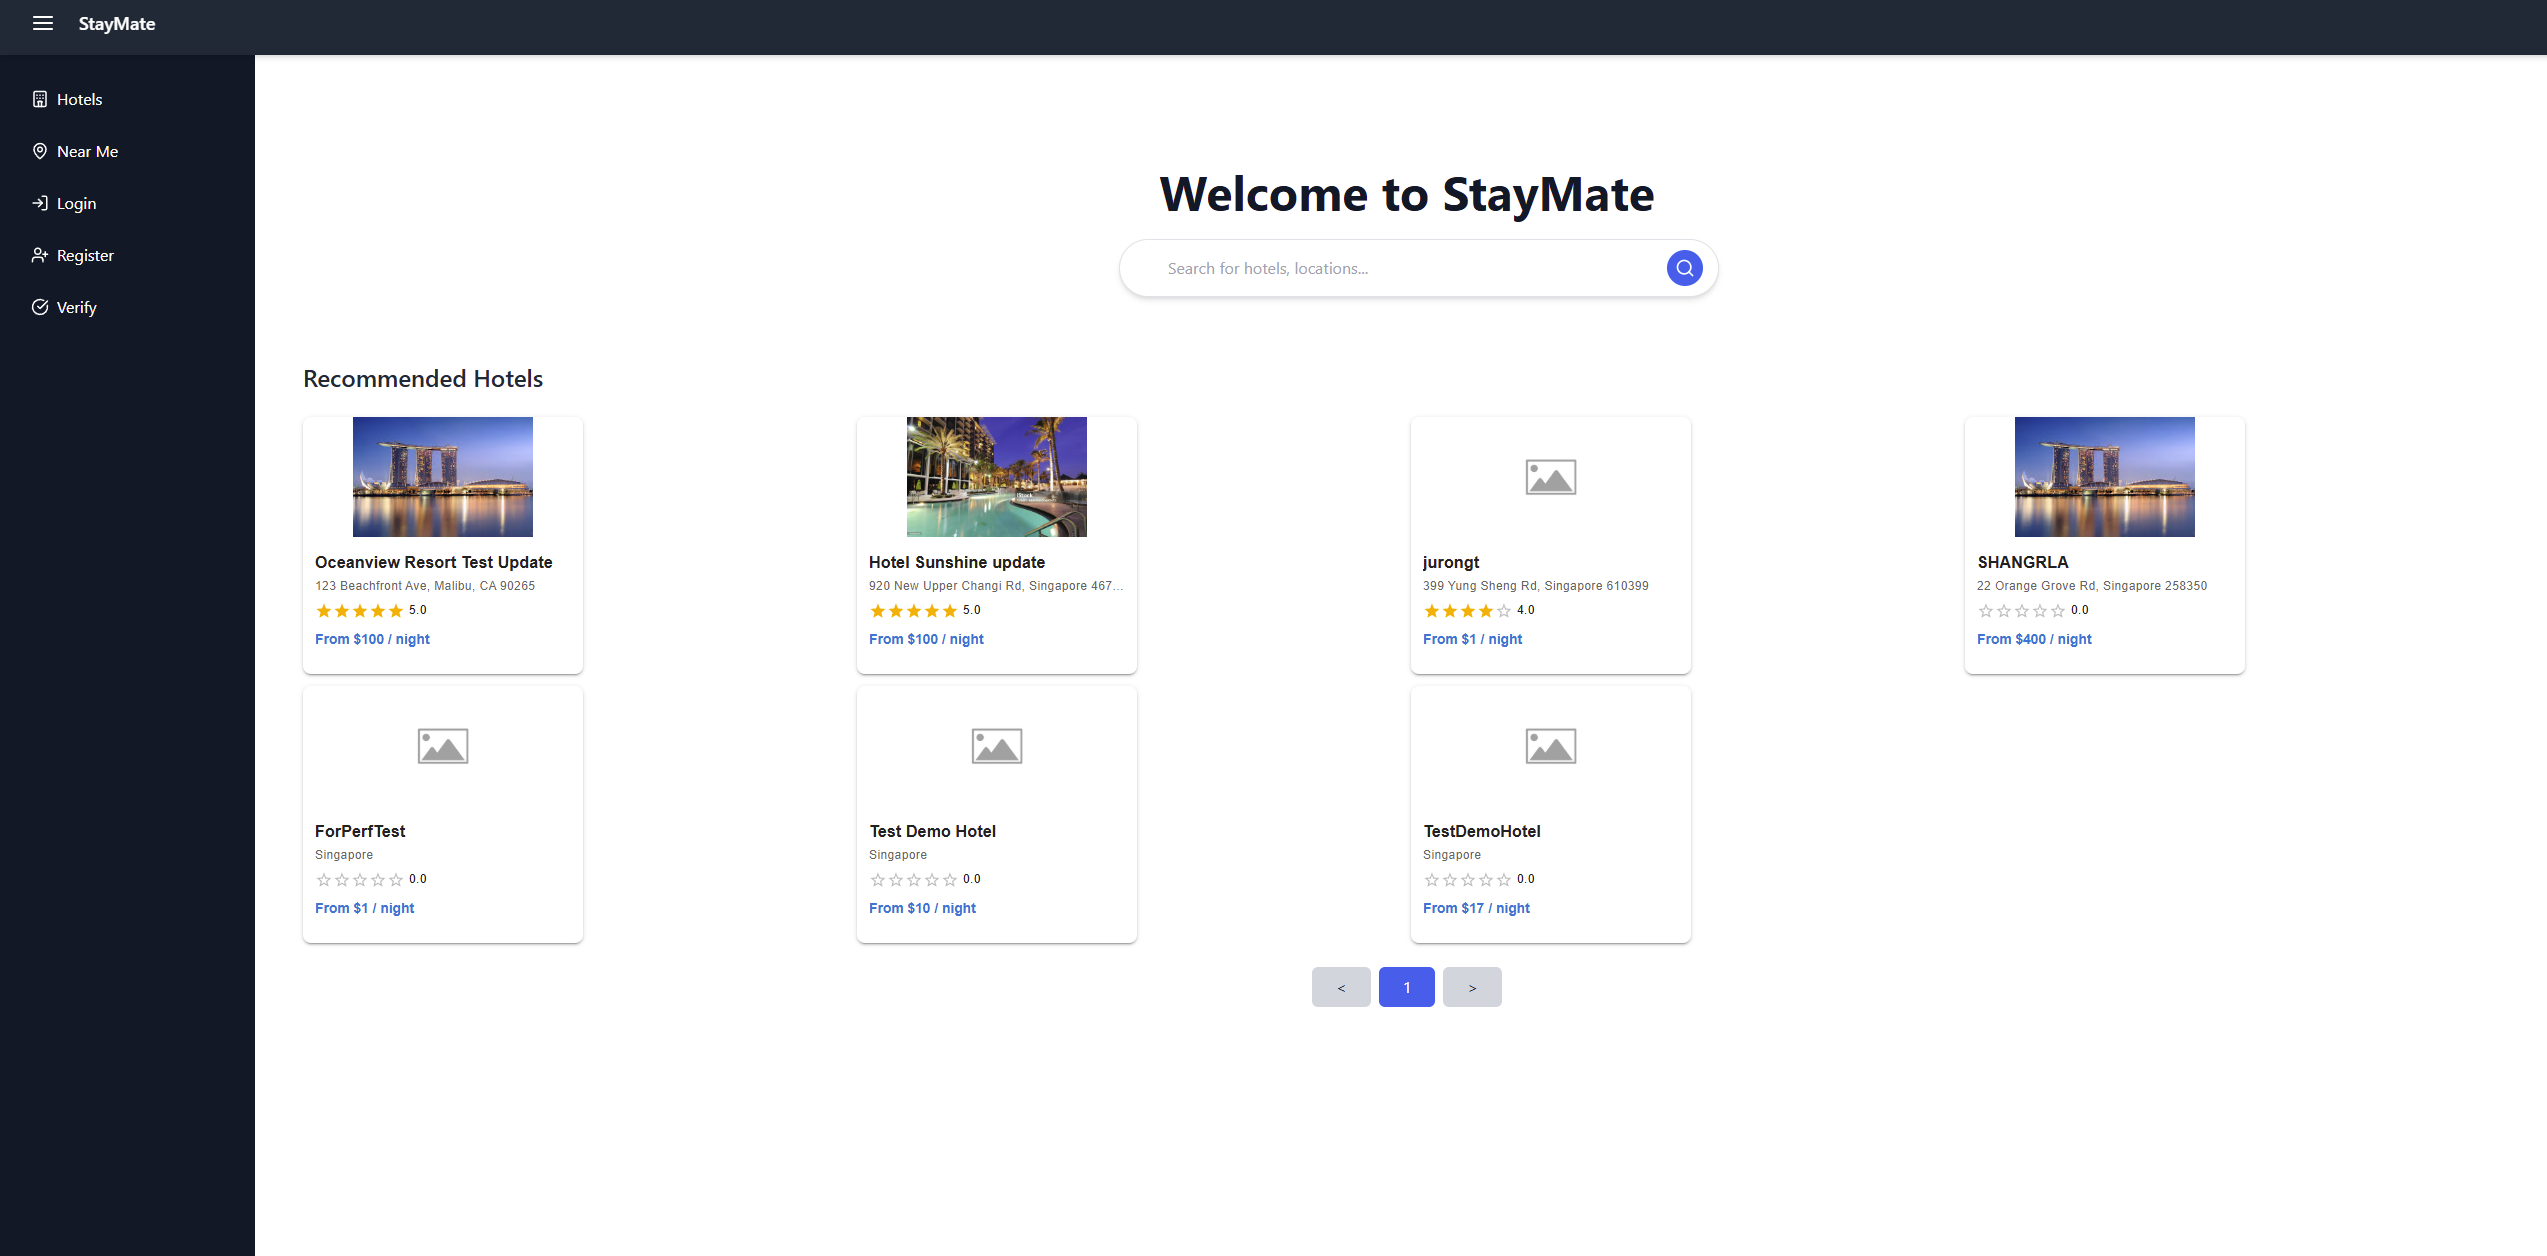 StayMate
Hotels
Near Me
Login
Register
Verify
Welcome to StayMate
Search for hotels, locations...
Recommended Hotels
Oceanview Resort Test Update
123 Beachfront Ave, Malibu, CA 90265
5.0
From $100 / night
Hotel Sunshine update
920 New Upper Changi Rd, Singapore 467...
5.0
From $100 / night
jurongt
399 Yung Sheng Rd, Singapore 610399
4.0
From $1 / night
SHANGRLA
22 Orange Grove Rd, Singapore 258350
0.0
From $400 / night
ForPerfTest
Singapore
0.0
From $1 / night
Test Demo Hotel
Singapore
0.0
From $10 / night
TestDemoHotel
Singapore
0.0
From $17 / night
< 1 >